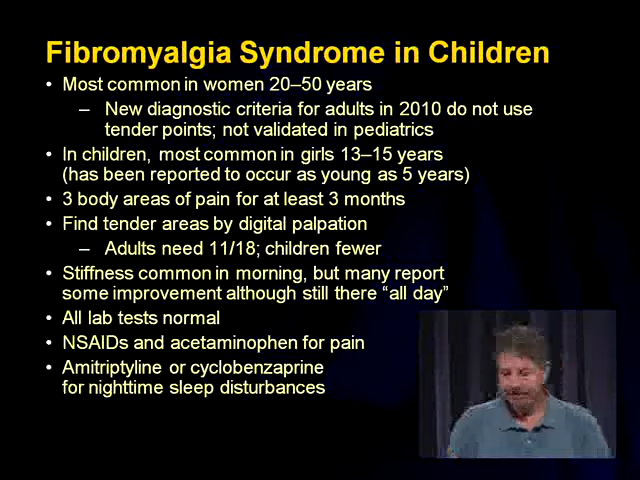 Fibromyalgia Syndrome in Children
• Most common in women 20–50 years
– New diagnostic criteria for adults in 2010 do not use
tender points; not validated in pediatrics
• In children, most common in girls 13–15 years
(has been reported to occur as young as 5 years)
• 3 body areas of pain for at least 3 months
• Find tender areas by digital palpation
– Adults need 11/18; children fewer
• Stiffness common in morning, but many report
some improvement although still there “all day”
• All lab tests normal
• NSAIDs and acetaminophen for pain
• Amitriptyline or cyclobenzaprine
for nighttime sleep disturbances